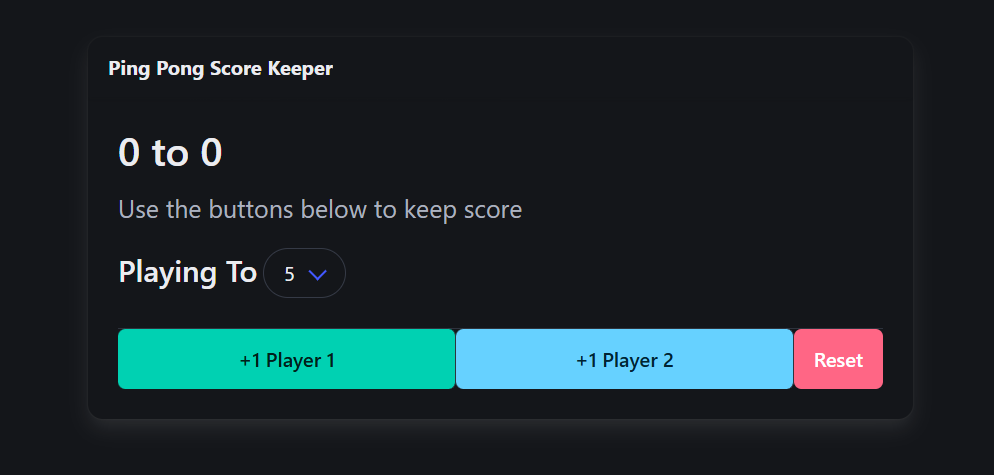 Ping Pong Score Keeper
0 to 0
Use the buttons below to keep score
Playing To 5
+1 Player 1 +1 Player 2 Reset